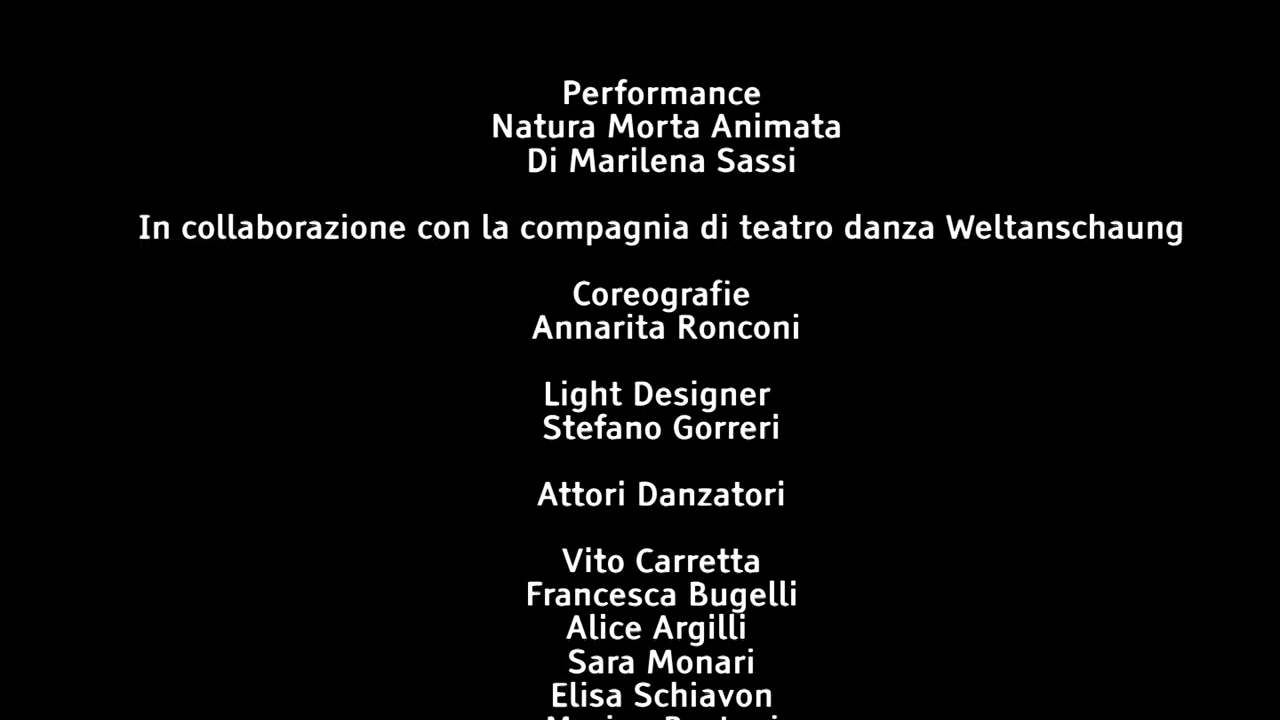 Performance
Natura Morta Animata
Di Marilena Sassi
In collaborazione con la compagnia di teatro danza Weltanschaung
Coreografie
Annarita Ronconi
Light Designer
Stefano Gorreri
Attori Danzatori
Vito Carretta
Francesca Bugelli
Alice Argilli
Sara Monari
Elisa Schiavon